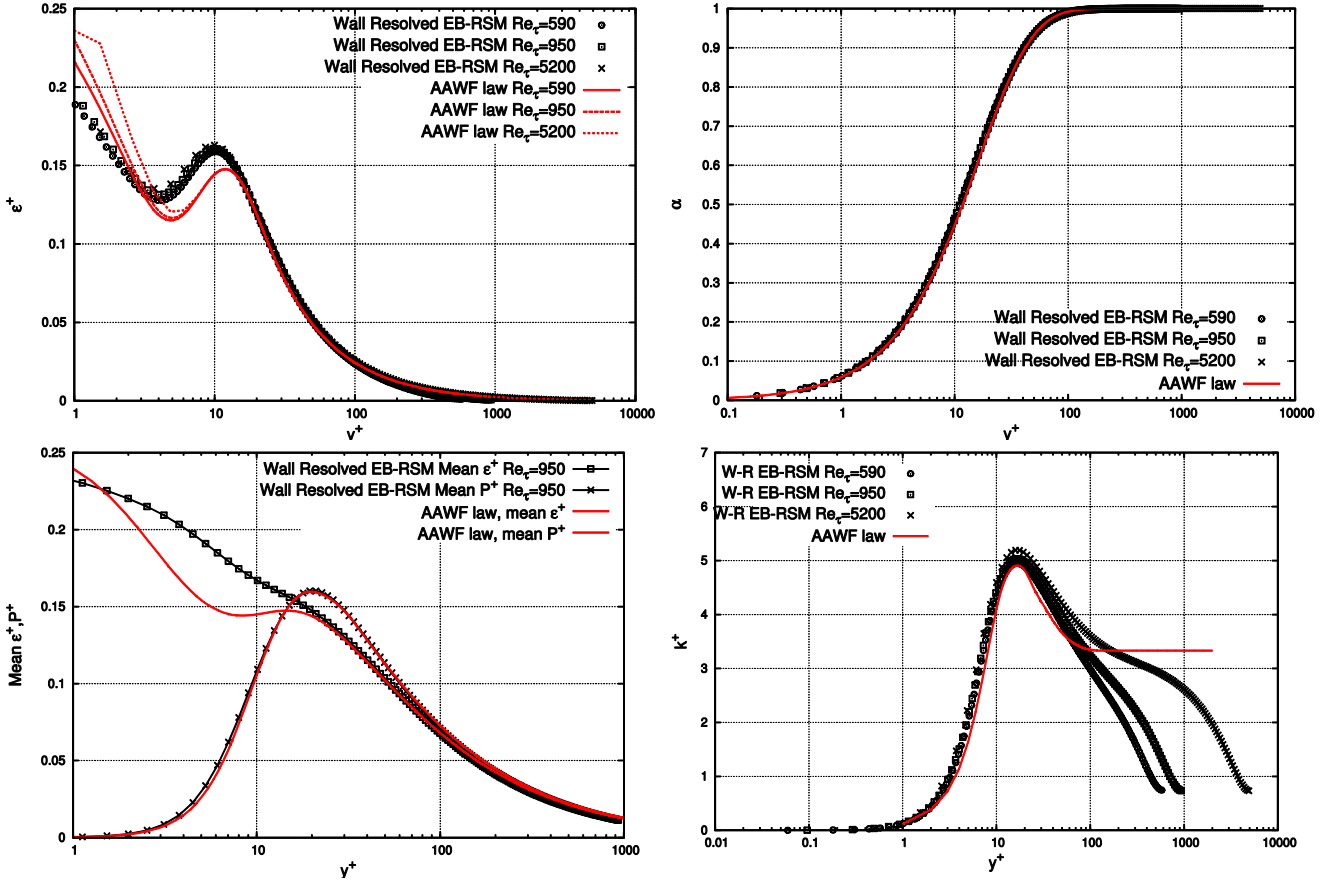 0.25
0.2
0.15
0.1
0.05
0
1
10
100
1000
10000
ε+
v+
Wall Resolved EB-RSM Reτ=590
Wall Resolved EB-RSM Reτ=950
Wall Resolved EB-RSM Reτ=5200
AAWF law Reτ=590
AAWF law Reτ=950
AAWF law Reτ=5200
1
0.9
0.8
0.7
0.6
0.5
0.4
0.3
0.2
0.1
0
0.1
1
10
100
1000
10000
α
v+
Wall Resolved EB-RSM Reτ=590
Wall Resolved EB-RSM Reτ=950
Wall Resolved EB-RSM Reτ=5200
AAWF law
0.25
0.2
0.15
0.1
0.05
0
1
10
100
1000
Mean ε+,P+
y+
Wall Resolved EB-RSM Mean ε+ Reτ=950
Wall Resolved EB-RSM Mean P+ Reτ=950
AAWF law, mean ε+
AAWF law, mean P+
7
6
5
4
3
2
1
0
0.01
0.1
1
10
100
1000
10000
k+
y+
W-R EB-RSM Reτ=590
W-R EB-RSM Reτ=950
W-R EB-RSM Reτ=5200
AAWF law